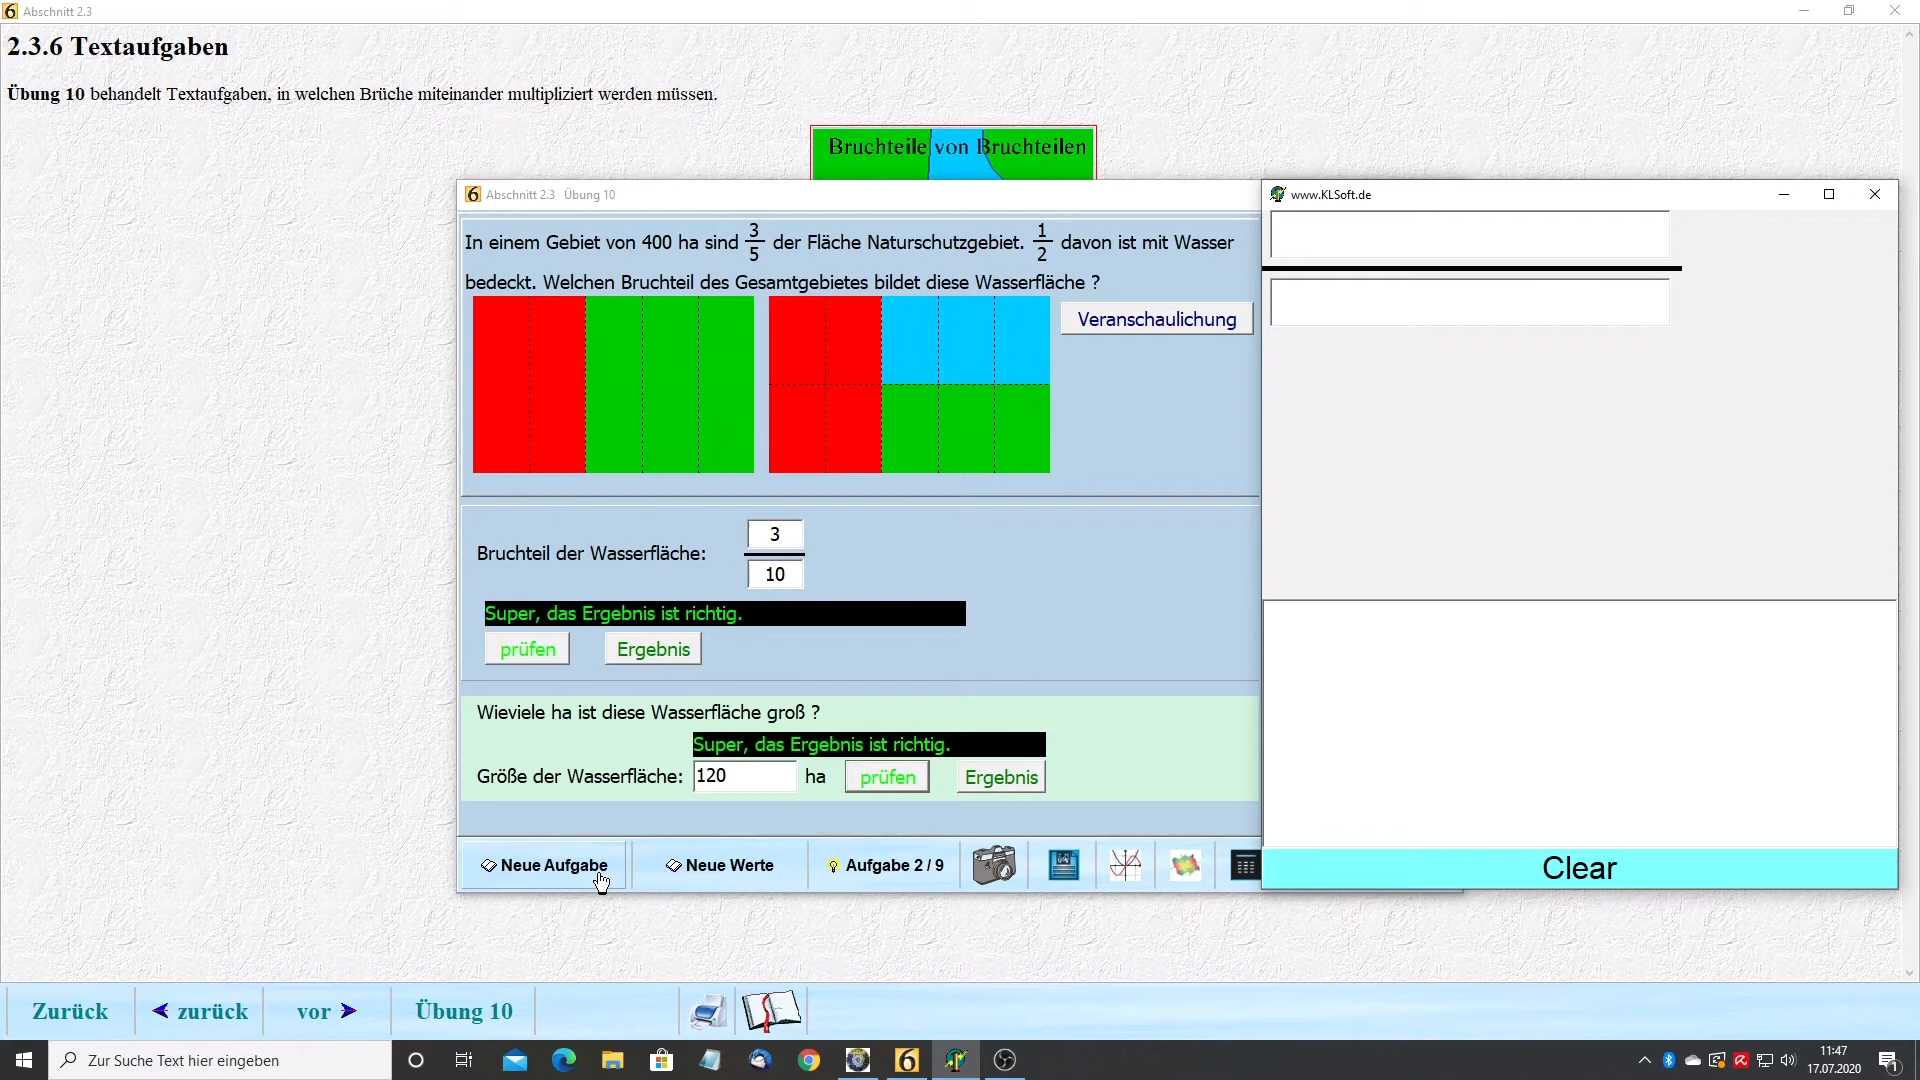 Abschnitt 2.3
2.3.6 Textaufgaben
Übung 10 behandelt Textaufgaben, in welchen Brüche miteinander multipliziert werden müssen.
Bruchteile von Bruchteilen
Abschnitt 2.3 Übung 10
www.KLSoft.de
In einem Gebiet von 400 ha sind 3/5 der Fläche Naturschutzgebiet. 1/2 davon ist mit Wasser
bedeckt. Welchen Bruchteil des Gesamtgebietes bildet diese Wasserfläche ?
Veranschaulichung
Bruchteil der Wasserfläche:
3
10
Super, das Ergebnis ist richtig.
prüfen
Ergebnis
Wieviele ha ist diese Wasserfläche groß ?
Super, das Ergebnis ist richtig.
Größe der Wasserfläche: 120 ha prüfen Ergebnis
Neue Aufgabe
Neue Werte
Aufgabe 2 / 9
Clear
Zurück
zurück
vor
Übung 10
Zur Suche Text hier eingeben
11:47
17.07.2020